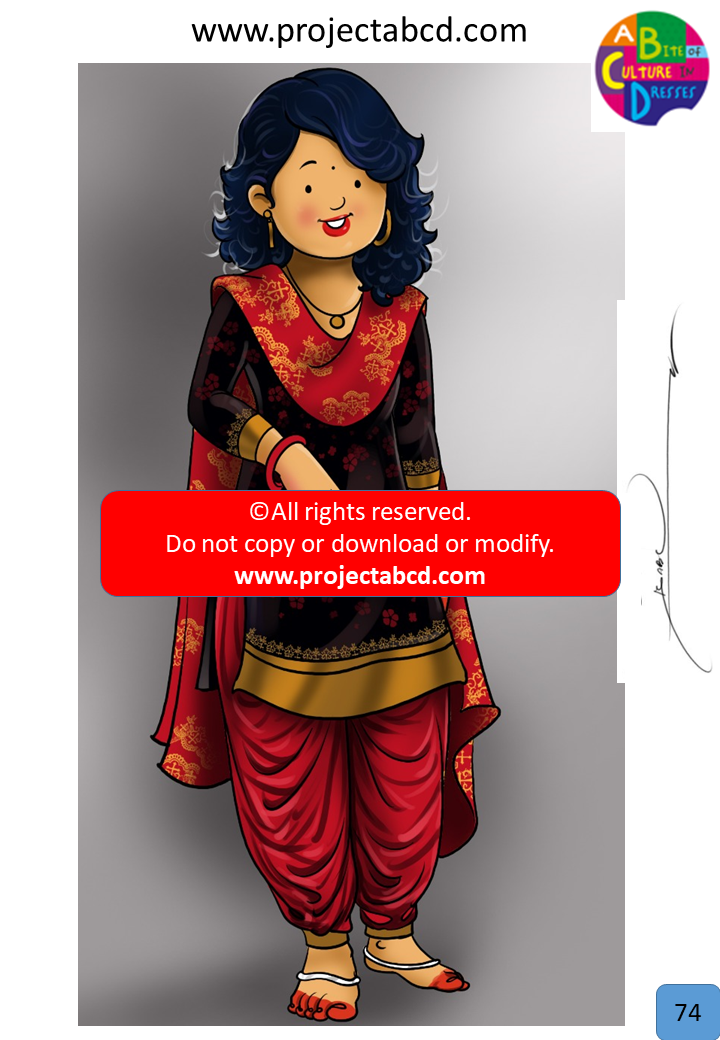 www.projectabcd.com
A BITE OF
CULTURE IN
DRESSES
©All rights reserved.
Do not copy or download or modify.
www.projectabcd.com
74